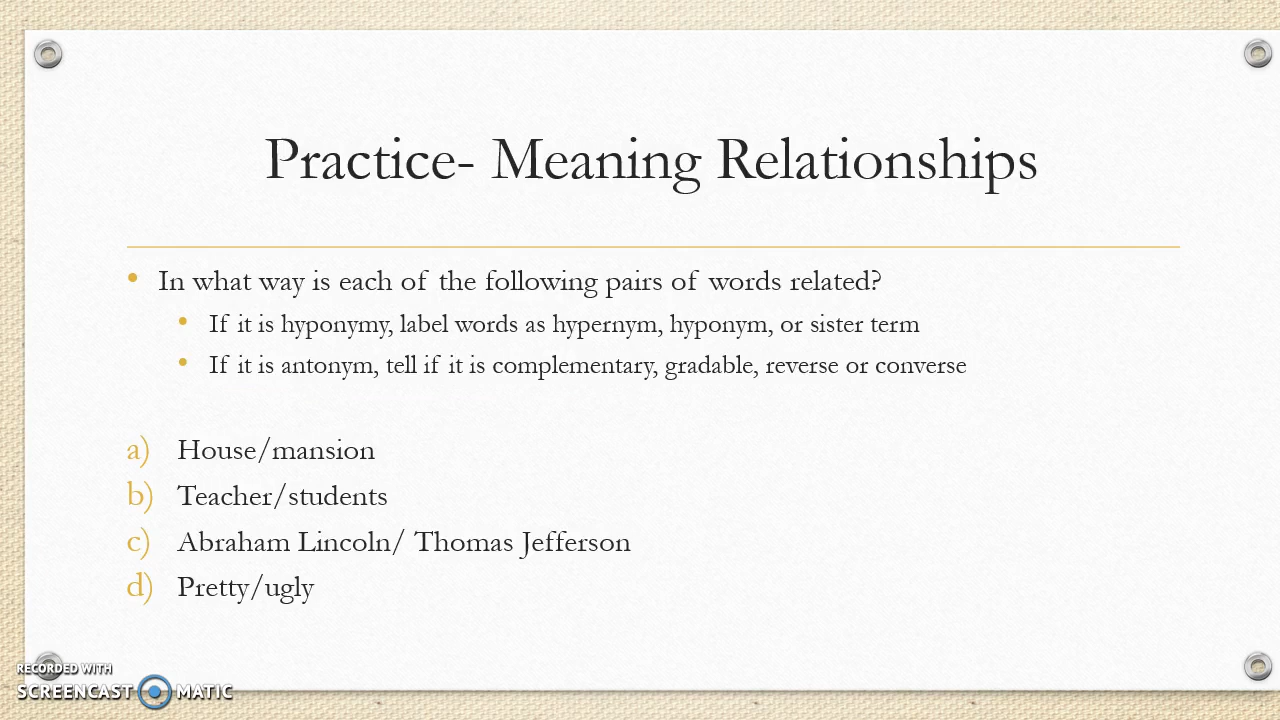 Practice- Meaning Relationships
• In what way is each of the following pairs of words related?
• If it is hyponymy, label words as hypernym, hyponym, or sister term
• If it is antonym, tell if it is complementary, gradable, reverse or converse
a) House/mansion
b) Teacher/students
c) Abraham Lincoln/ Thomas Jefferson
d) Pretty/ugly
RECORDED WITH
SCREENCAST MATIC